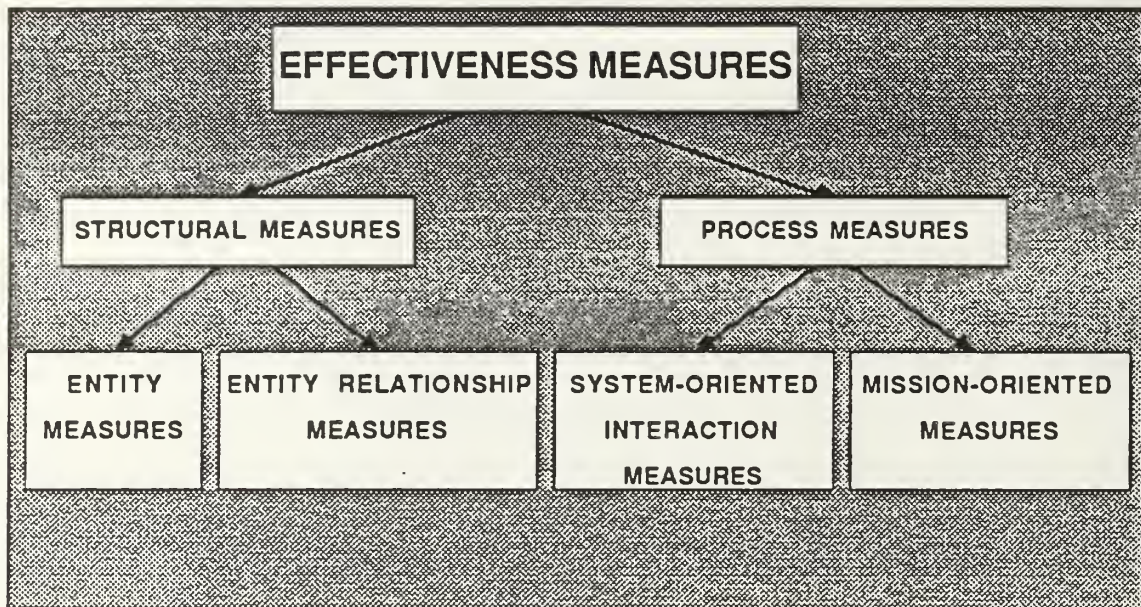 EFFECTIVENESS MEASURES
STRUCTURAL MEASURES
PROCESS MEASURES
ENTITY
MEASURES
ENTITY RELATIONSHIP
MEASURES
SYSTEM-ORIENTED
INTERACTION
MEASURES
MISSION-ORIENTED
MEASURES